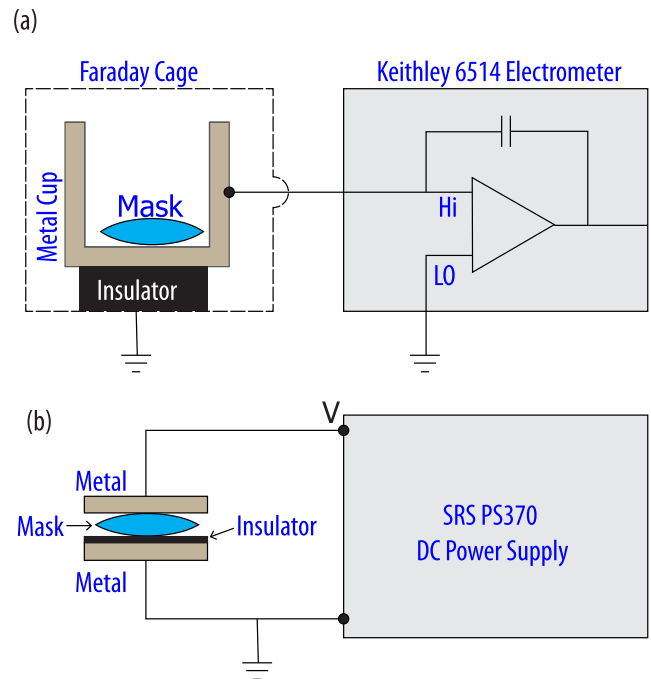 (a)
Faraday Cage
Keithley 6514 Electrometer
Metal Cup
Mask
Hi
LO
Insulator
(b)
V
Metal
Mask
Insulator
SRS PS370
DC Power Supply
Metal